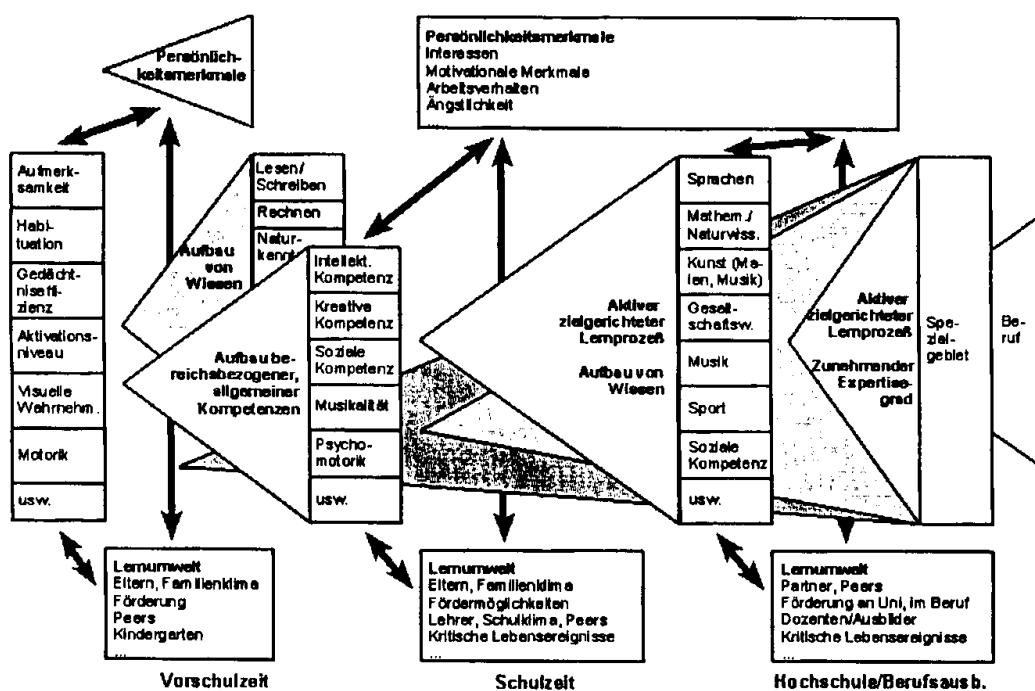 Persönlich-
keitsmerkmale
Persönlichkeitsmerkmale
Interessen
Motivationale Merkmale
Arbeitsverhalten
Ängstlichkeit
...
Aufmerk-
samkeit
Habi-
tuation
Gedächt-
niseffi-
zienz
Aktivations-
niveau
Visuelle
Wahrnehm.
Motorik
usw.
Aufbau
von
Wissen
Lesen/
Schreiben
Rechnen
Natur-
kennt
Aufbau be-
reichsbezogener,
allgemeiner
Kompetenzen
Intellekt.
Kompetenz
Kreative
Kompetenz
Soziale
Kompetenz
Musikalität
Psycho-
motorik
usw.
Aktiver
zielgerichteter
Lernprozeß
Aufbau von
Wissen
Sprachen
Mathem./
Naturwiss.
Kunst (Ma-
len, Musik)
Gesell-
schaftsw.
Musik
Sport
Soziale
Kompetenz
usw.
Aktiver
zielgerichteter
Lernprozeß
Zunehmender
Expertise-
grad
Spe-
zial-
gebiet
Be-
ruf
Lernumwelt
Eltern, Familienklima
Förderung
Peers
Kindergarten
...
Lernumwelt
Eltern, Familienklima
Fördermöglichkeiten
Lehrer, Schulklima, Peers
Kritische Lebensereignisse
...
Lernumwelt
Partner, Peers
Förderung an Uni, im Beruf
Dozenten/Ausbilder
Kritische Lebensereignisse
...
Vorschulzeit
Schulzeit
Hochschule/Berufsausb.